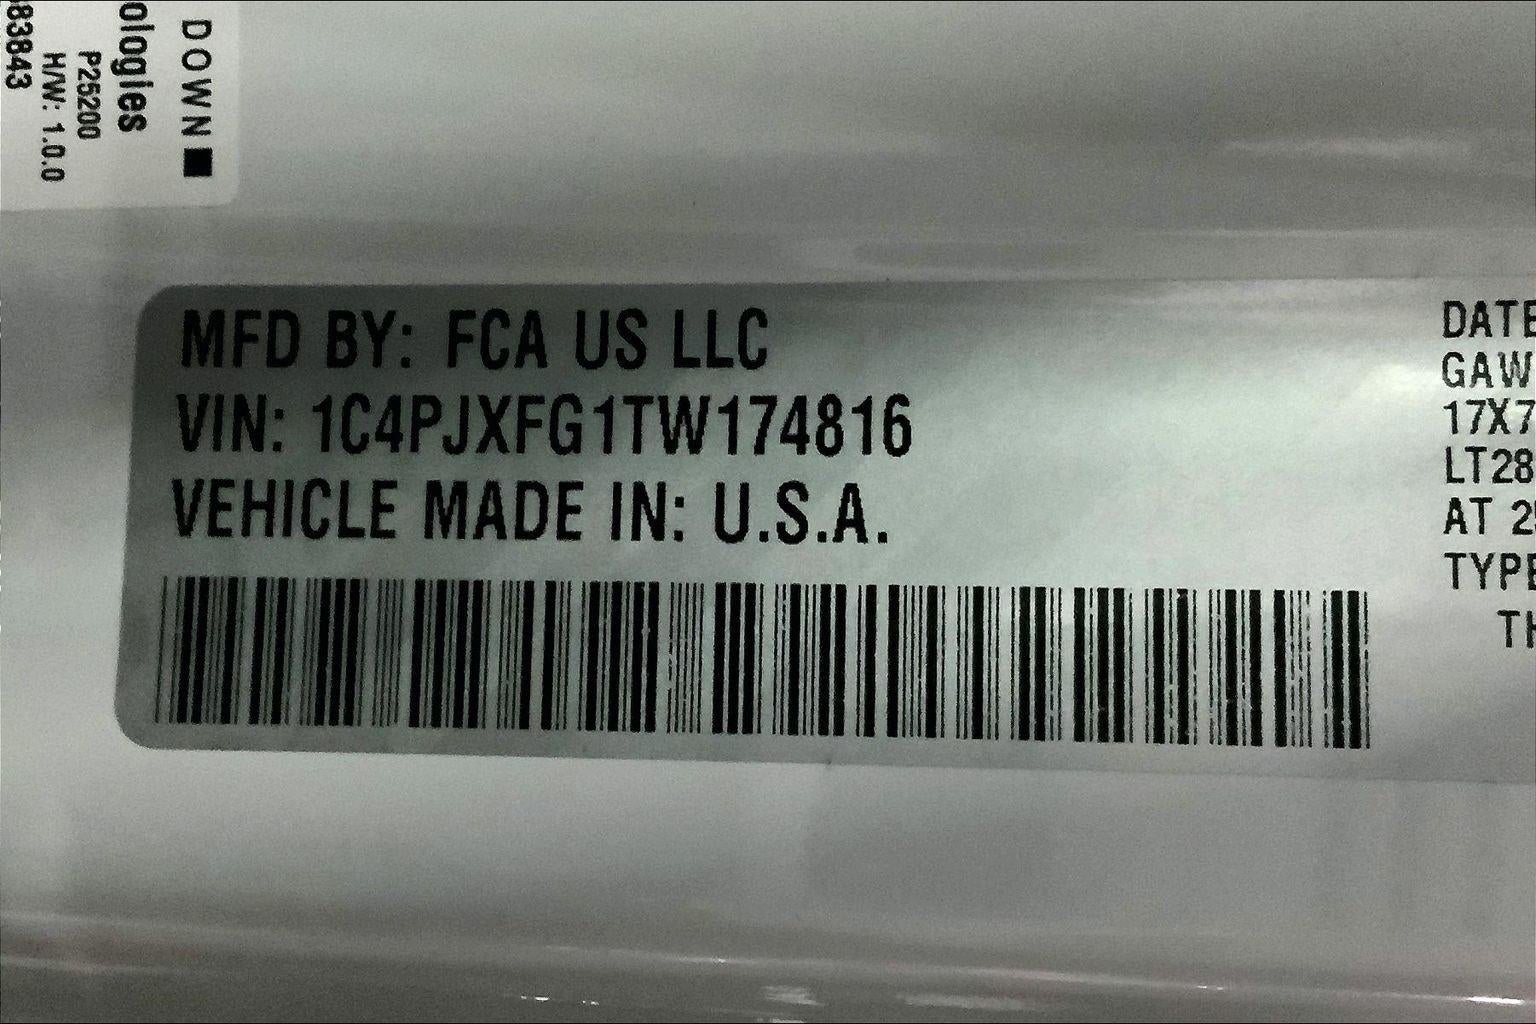 DOWN
ologies
P25200
H/W: 1.0.0
83843
MFD BY: FCA US LLC
VIN: 1C4PJXFG1TW174816
VEHICLE MADE IN: U.S.A.
DATE
GAW
17X7
LT28
AT 2
TYPE
TH